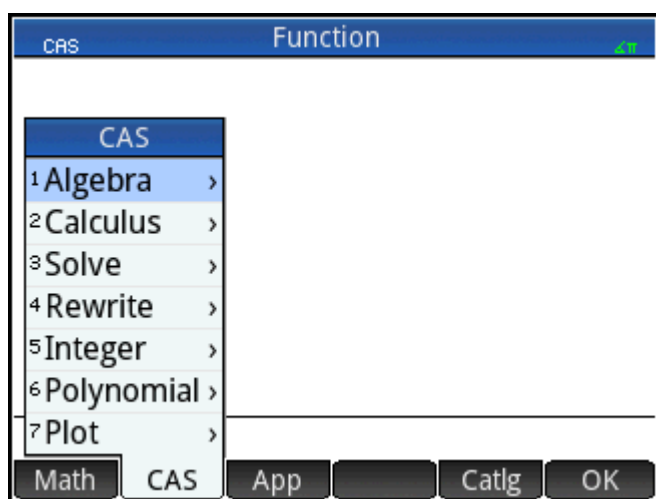 CAS Function ∡π
CAS
1 Algebra ›
2 Calculus ›
3 Solve ›
4 Rewrite ›
5 Integer ›
6 Polynomial ›
7 Plot ›
Math CAS App Catlg OK